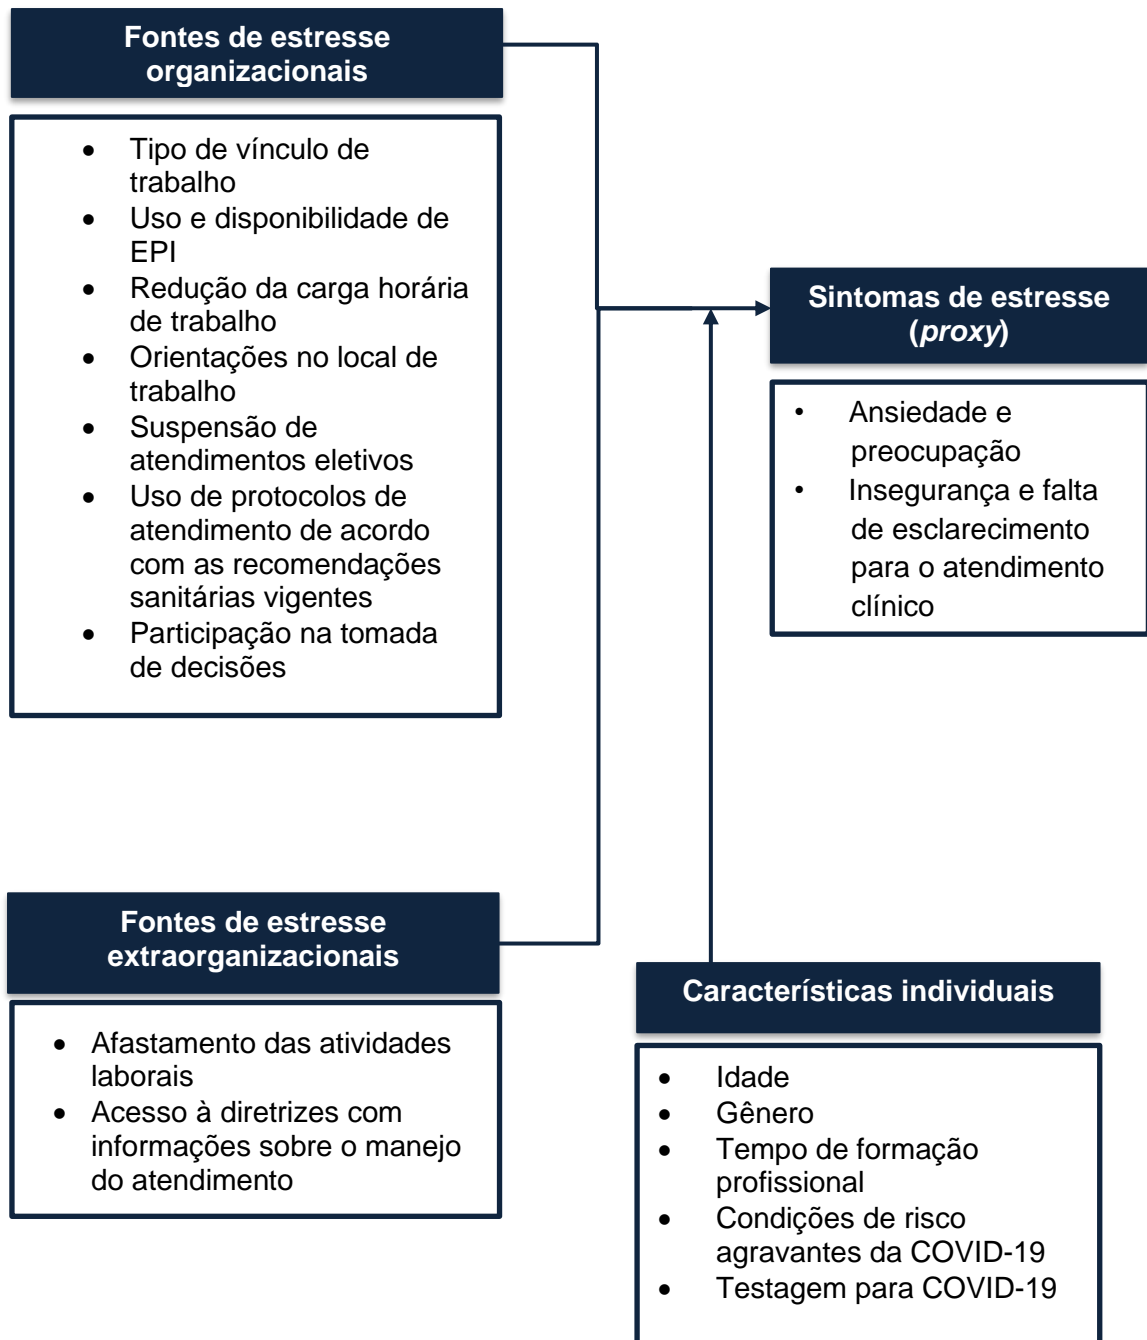 Fontes de estresse
organizacionais
• Tipo de vínculo de
trabalho
• Uso e disponibilidade de
EPI
• Redução da carga horária
de trabalho
• Orientações no local de
trabalho
• Suspensão de
atendimentos eletivos
• Uso de protocolos de
atendimento de acordo
com as recomendações
sanitárias vigentes
• Participação na tomada
de decisões
Sintomas de estresse
(proxy)
• Ansiedade e
preocupação
• Insegurança e falta
de esclarecimento
para o atendimento
clínico
Fontes de estresse
extraorganizacionais
• Afastamento das atividades
laborais
• Acesso à diretrizes com
informações sobre o manejo
do atendimento
Características individuais
• Idade
• Gênero
• Tempo de formação
profissional
• Condições de risco
agravantes da COVID-19
• Testagem para COVID-19